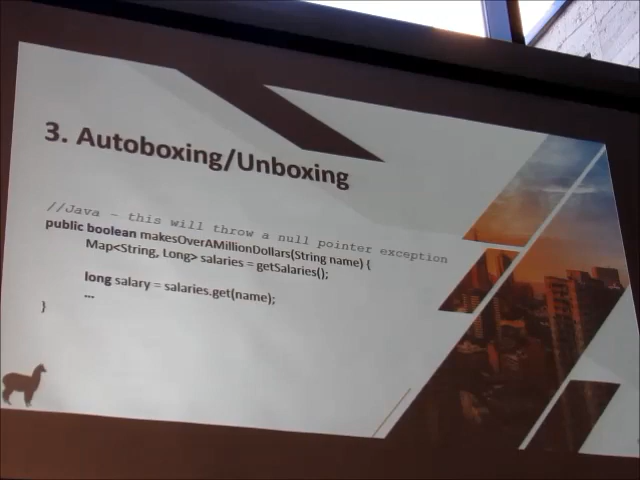 3. Autoboxing/Unboxing
//Java – this will throw a null pointer exception
public boolean makesOverAMillionDollars(String name) {
Map<String, Long> salaries = getSalaries();
long salary = salaries.get(name);
...
}